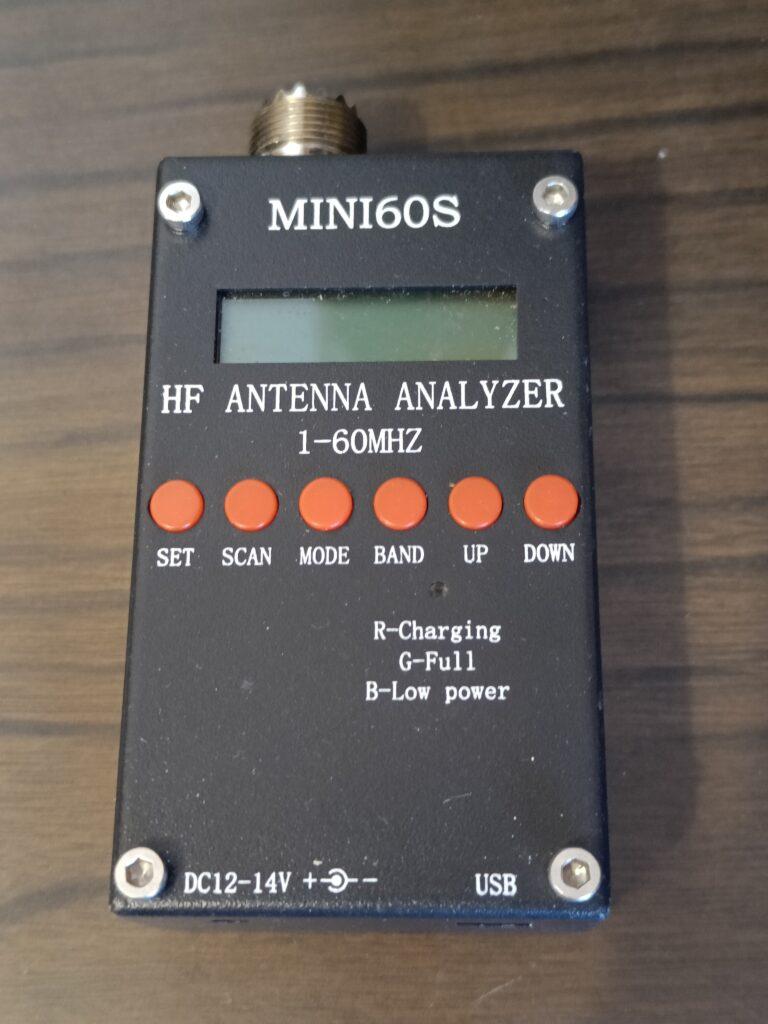 MINI60S
HF ANTENNA ANALYZER
1-60MHZ
SET SCAN MODE BAND UP DOWN
R-Charging
G-Full
B-Low power
DC12-14V + - USB